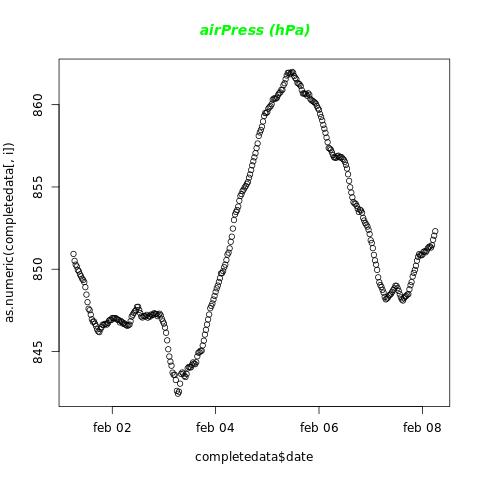 airPress (hPa)
as.numeric(completedata[, i])
860
855
850
845
feb 02 feb 04 feb 06 feb 08
completedata$date